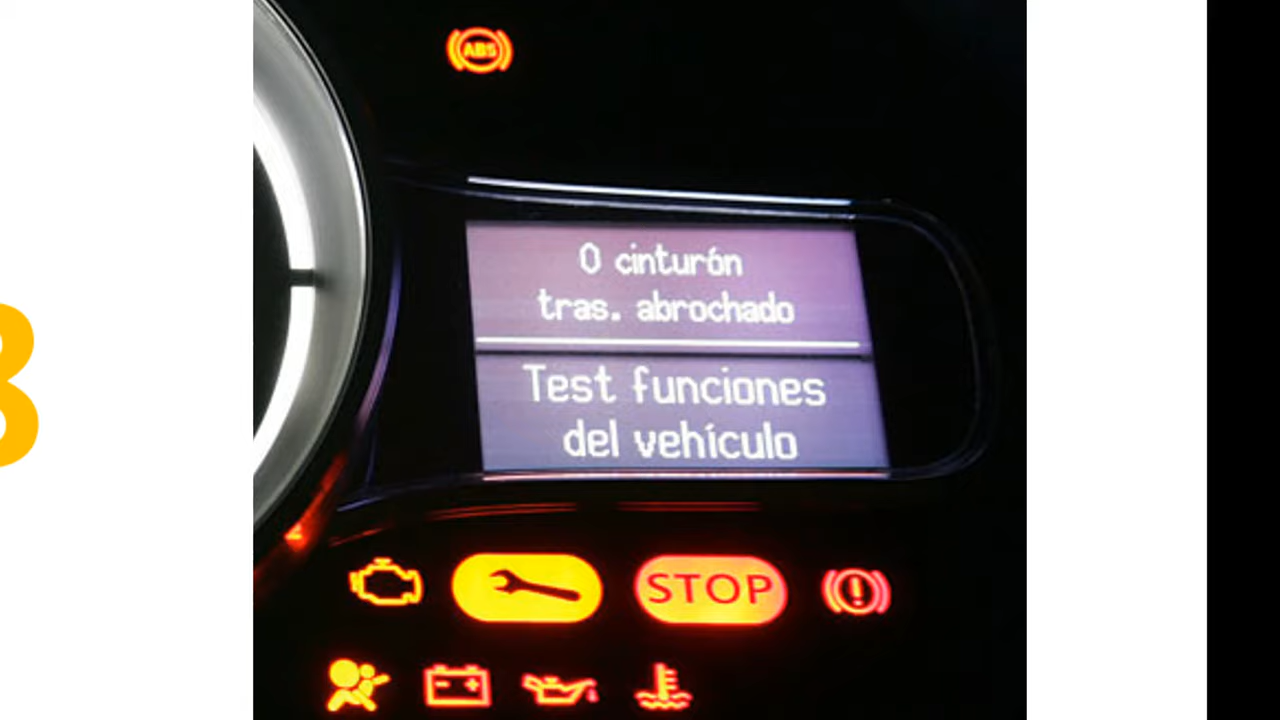 ABS
0 cinturón
tras. abrochado
Test funciones
del vehículo
STOP